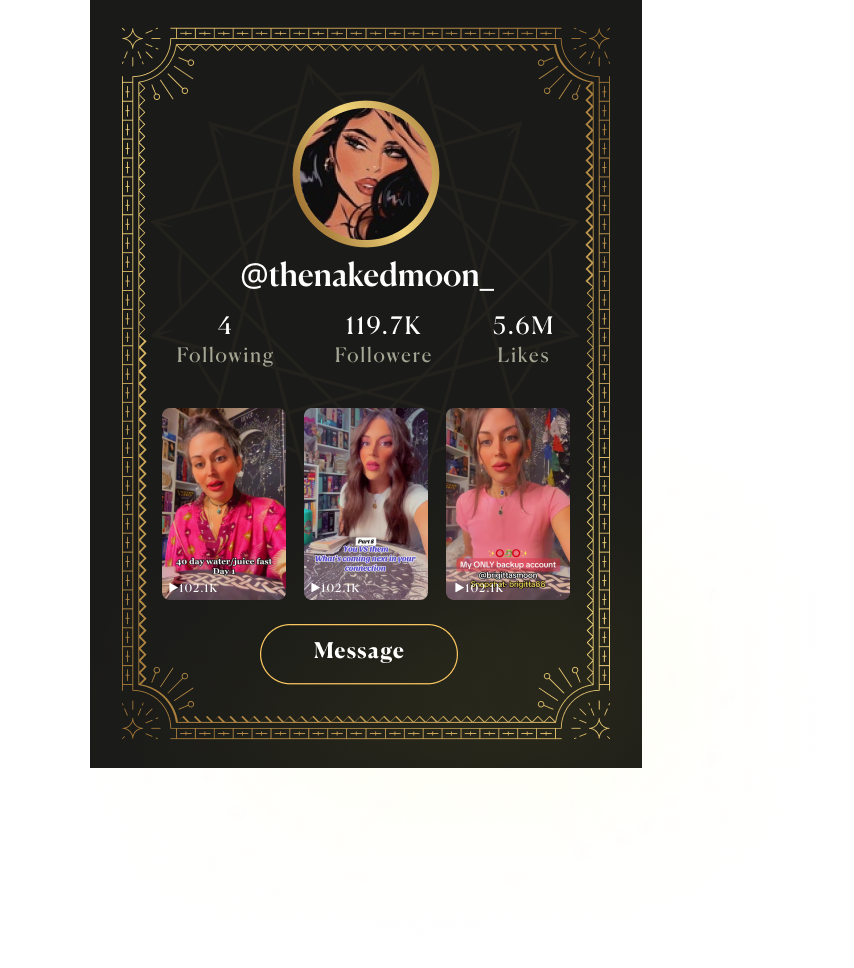 @thenakedmoon_
4
Following
119.7K
Followere
5.6M
Likes
40 day water/juice fast
Day 1
▶102.1K
Part 8
You VS them
What's coming next in your
connection
▶102.1K
My ONLY backup account
@brigittasmoon
snapchat: brigitta88
▶102.1K
Message